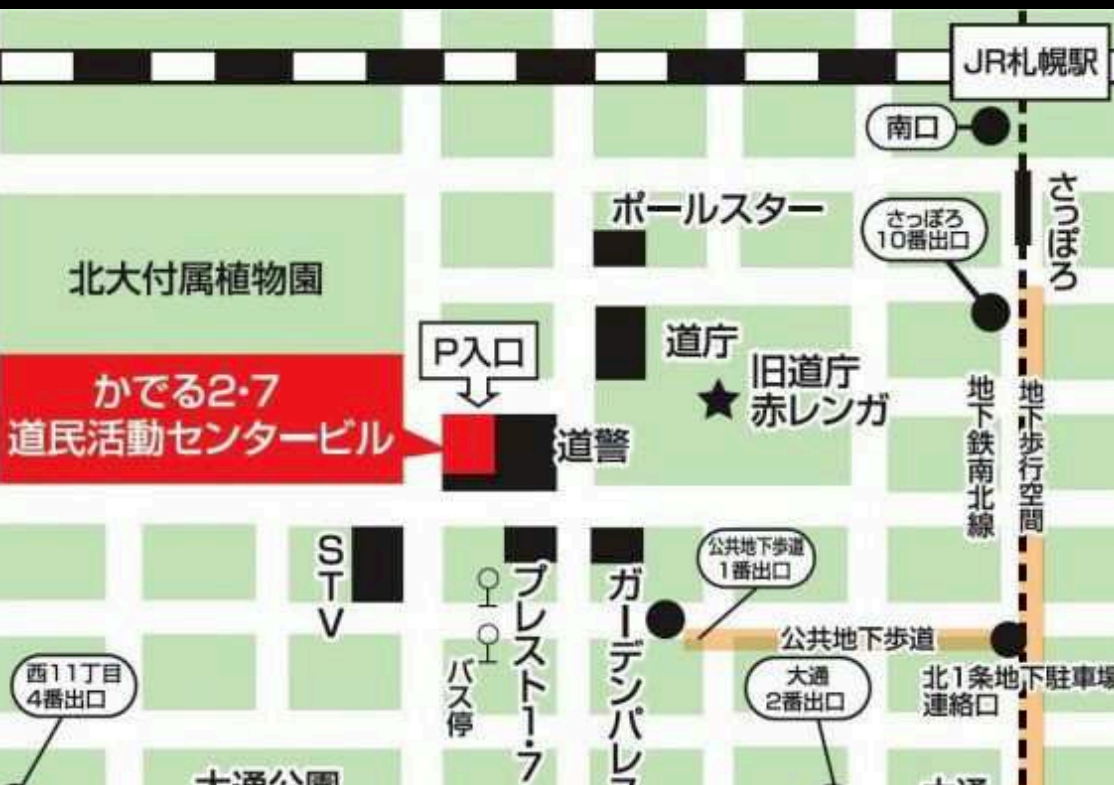 JR札幌駅
南口
さっぽろ
ポールスター
さっぽろ
10番出口
北大付属植物園
P入口
道庁
旧道庁
赤レンガ
かでる2・7
道民活動センタービル
道警
地下鉄南北線
地下歩行空間
STV
プレスト1・7
ガーデンパレス
公共地下歩道
1番出口
公共地下歩道
バス停
西11丁目
4番出口
大通
2番出口
北1条地下駐車場
連絡口
大通公園
大通